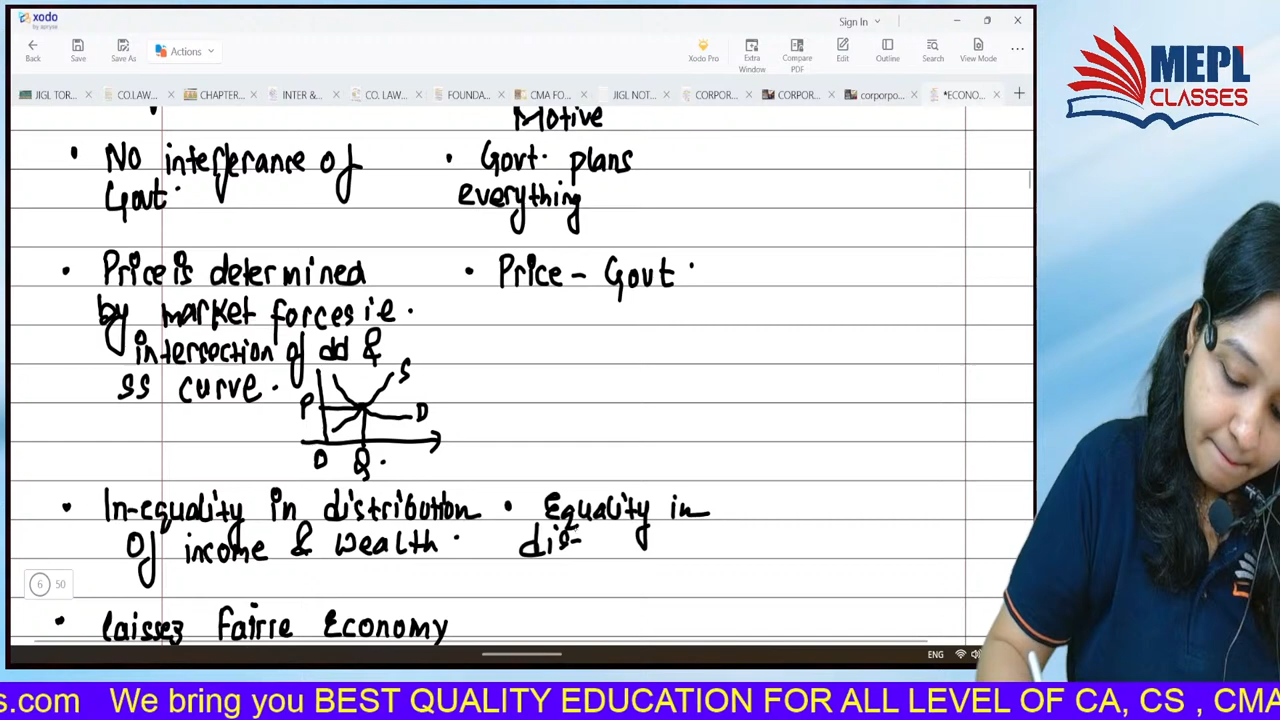 xodo
by apryse
Sign In
Back
Save
Save As
Actions
Xodo Pro
Extra Window
Compare PDF
Edit
Outline
Search
View Mode
JIGL TOR...
CO.LAW...
CHAPTER...
INTER &...
CO. LAW...
FOUNDA...
CMA FO...
JIGL NOT...
CORPOR...
CORPOR...
corporpo...
*ECONO...
MEPL
CLASSES
Motive
• No interferance of
Govt.
• Govt. plans
everything
• Price is determined
by market forces i.e.
intersection of dd &
ss curve.
• Price - Govt.
S
P
D
O
Q
• In-equality in distribution
Of income & Wealth.
• Equality in
dis-
6 50
• laissez Fairre Economy
ENG
s.com We bring you BEST QUALITY EDUCATION FOR ALL LEVEL OF CA, CS , CMA